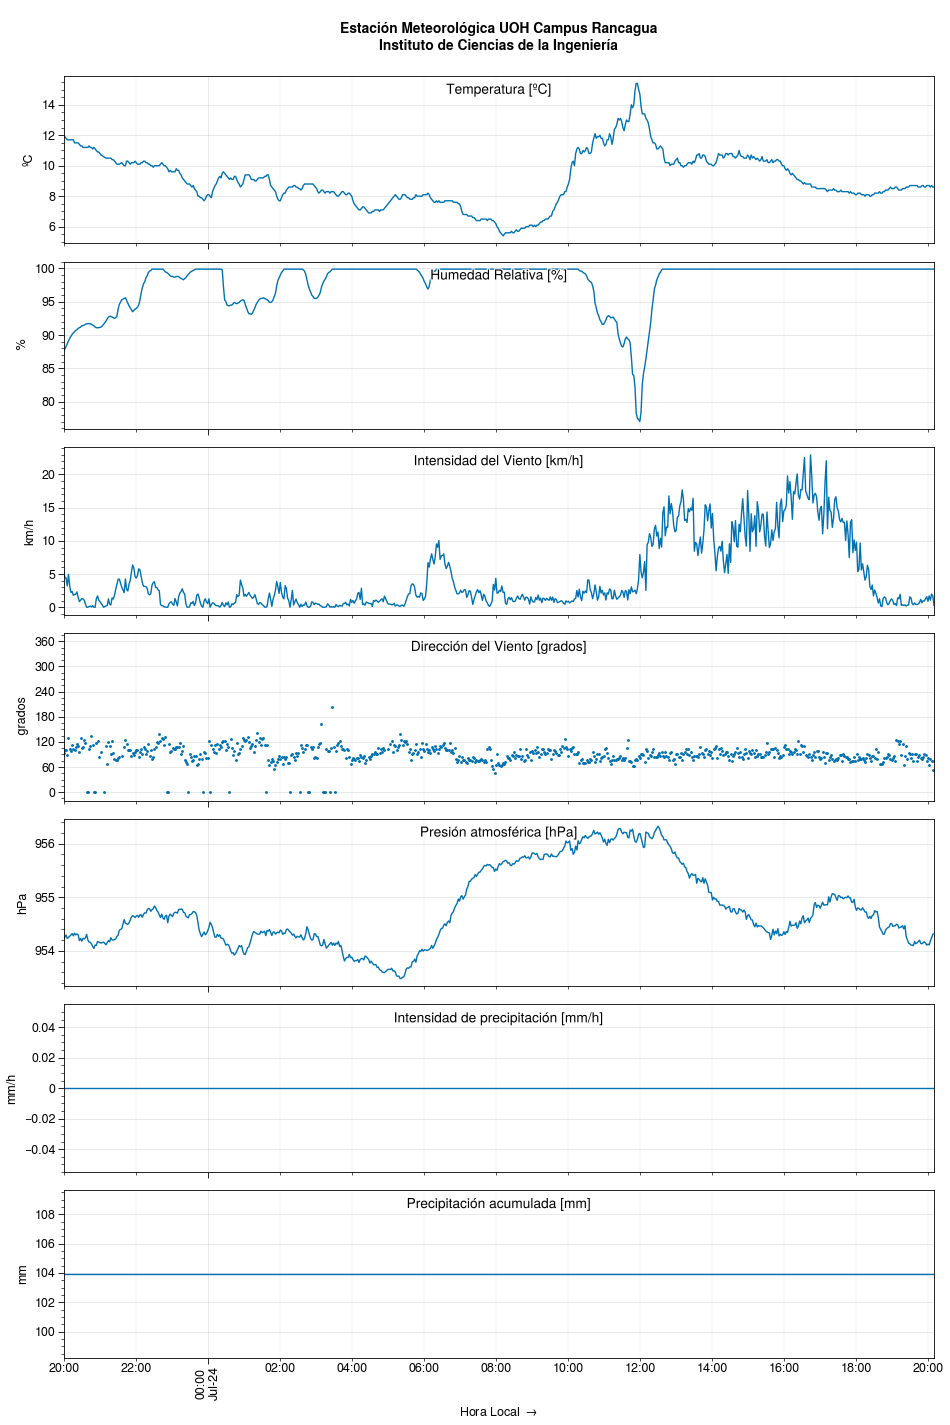 Estación Meteorológica UOH Campus Rancagua
Instituto de Ciencias de la Ingeniería
Temperatura [ºC]
ºC
14
12
10
8
6
Humedad Relativa [%]
%
100
95
90
85
80
Intensidad del Viento [km/h]
km/h
20
15
10
5
0
Dirección del Viento [grados]
grados
360
300
240
180
120
60
0
Presión atmosférica [hPa]
hPa
956
955
954
Intensidad de precipitación [mm/h]
mm/h
0.04
0.02
0
−0.02
−0.04
Precipitación acumulada [mm]
mm
108
106
104
102
100
20:00 22:00 00:00 02:00 04:00 06:00 08:00 10:00 12:00 14:00 16:00 18:00 20:00
Jul-24
Hora Local →